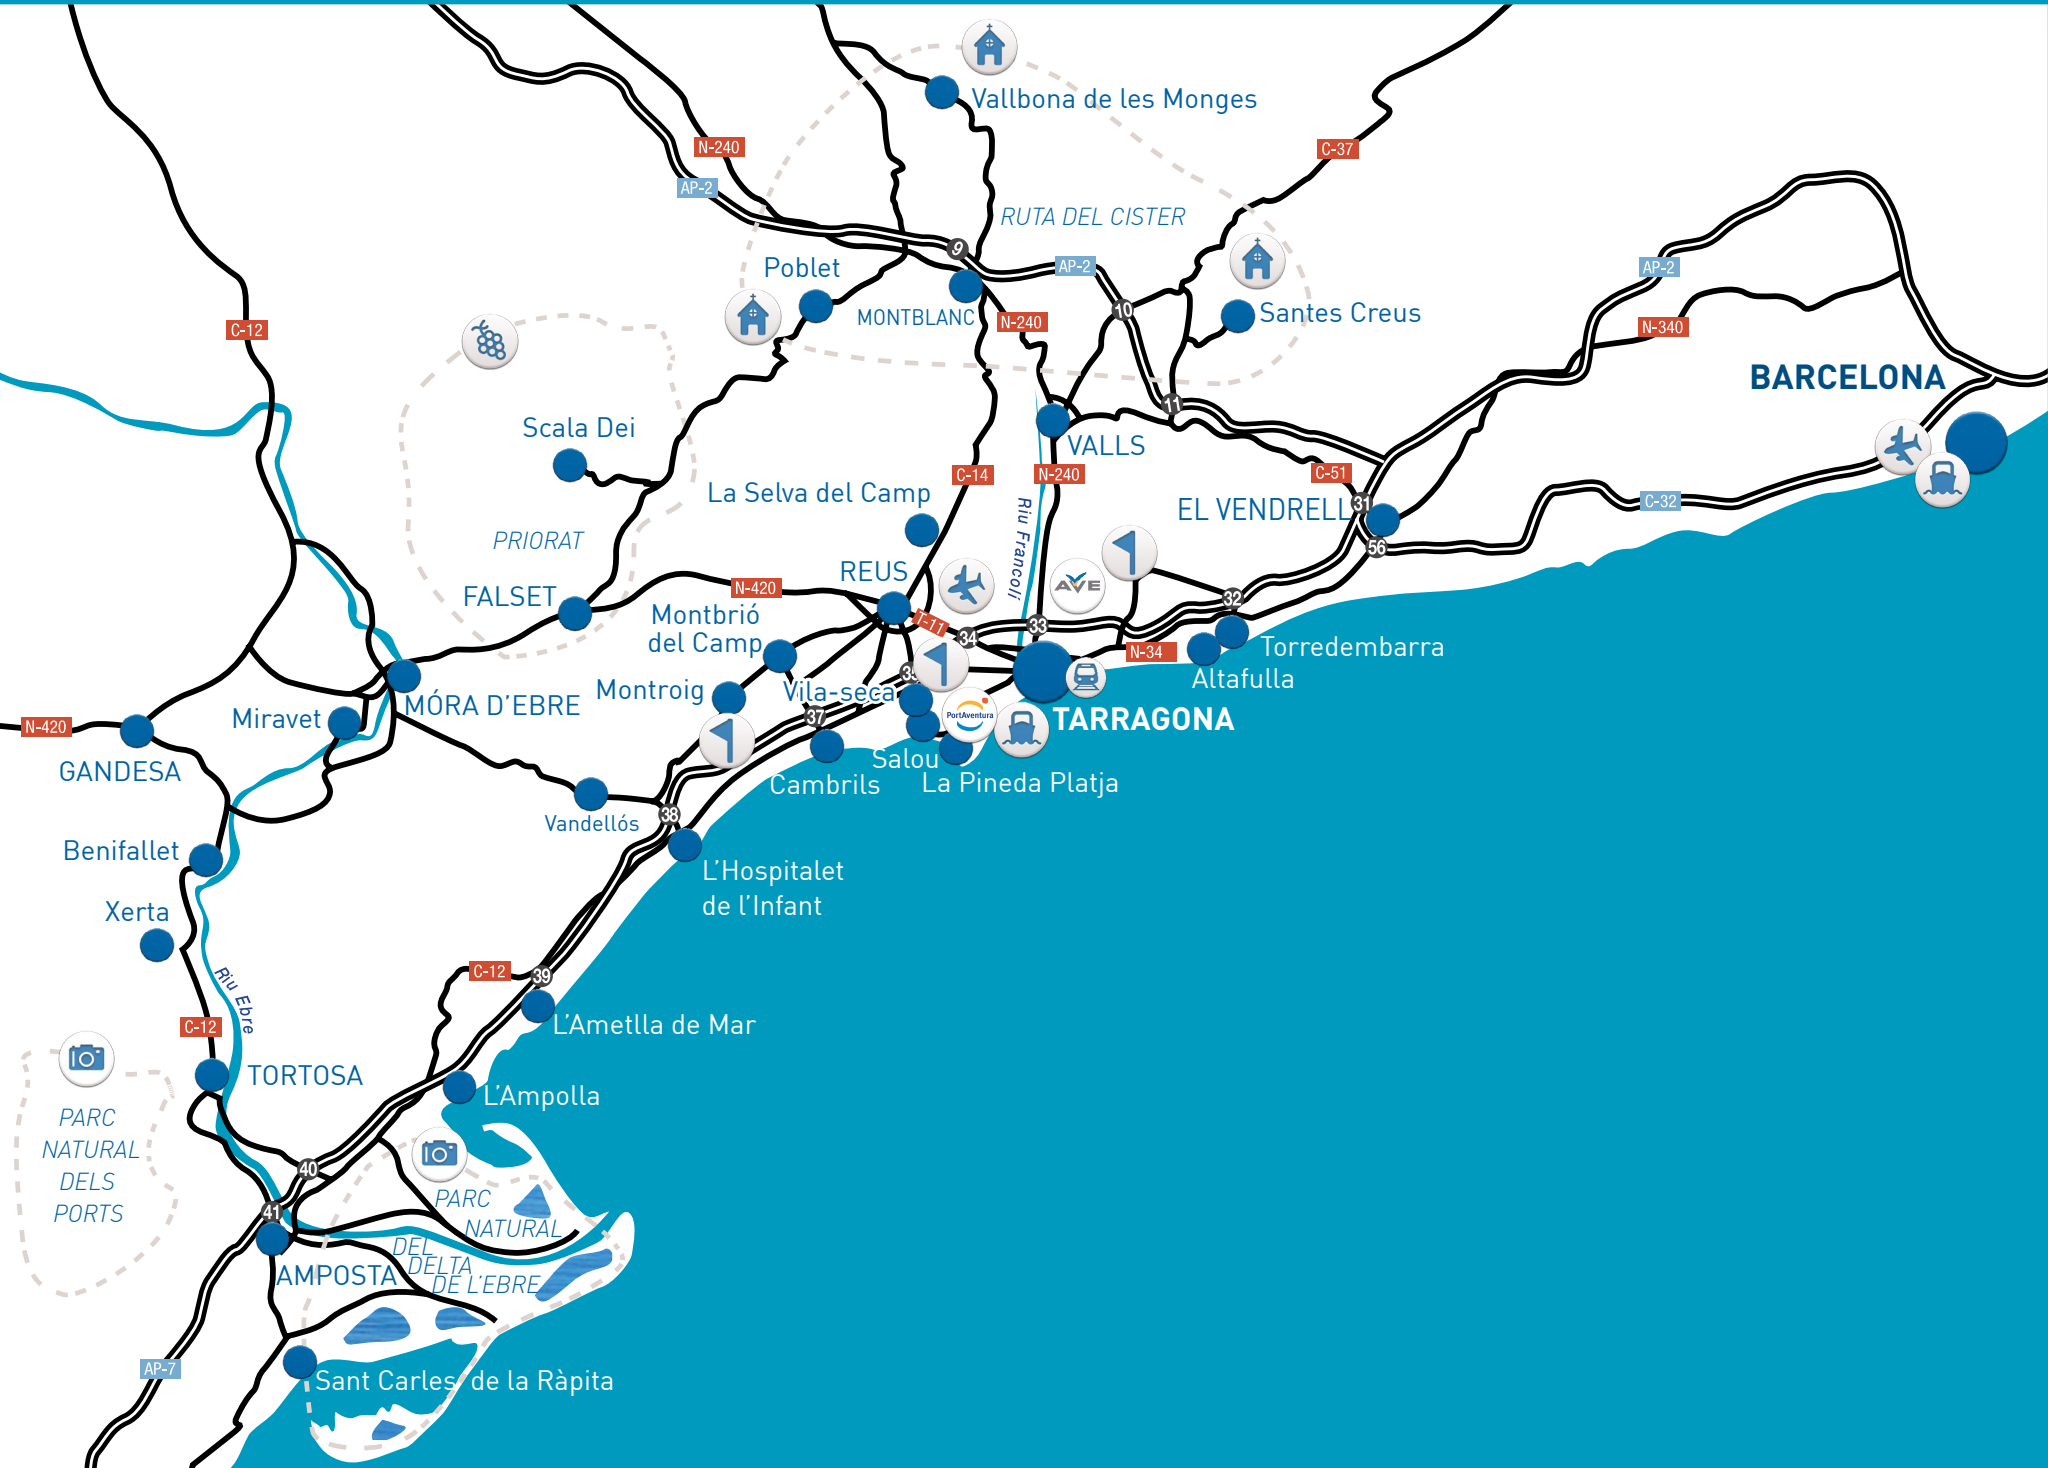 Vallbona de les Monges
N-240
C-37
AP-2
RUTA DEL CISTER
9
AP-2
AP-2
Poblet
10
Santes Creus
MONTBLANC
N-240
C-12
N-340
BARCELONA
11
Scala Dei
VALLS
C-14
N-240
C-51
La Selva del Camp
Riu Francolí
EL VENDRELL
31
C-32
PRIORAT
56
REUS
AVE
N-420
FALSET
32
Montbrió
del Camp
T-11
34
33
N-34
Torredembarra
Altafulla
35
MÓRA D'EBRE
Montroig
Vila-seca
Miravet
N-420
37
PortAventura
TARRAGONA
GANDESA
Salou
Cambrils
La Pineda Platja
38
Vandellós
Benifallet
L'Hospitalet
de l'Infant
Xerta
C-12
39
Riu Ebre
C-12
L'Ametlla de Mar
TORTOSA
L'Ampolla
PARC
NATURAL
DELS
PORTS
40
41
PARC
NATURAL
DEL
DELTA
DE L'EBRE
AMPOSTA
AP-7
Sant Carles de la Ràpita